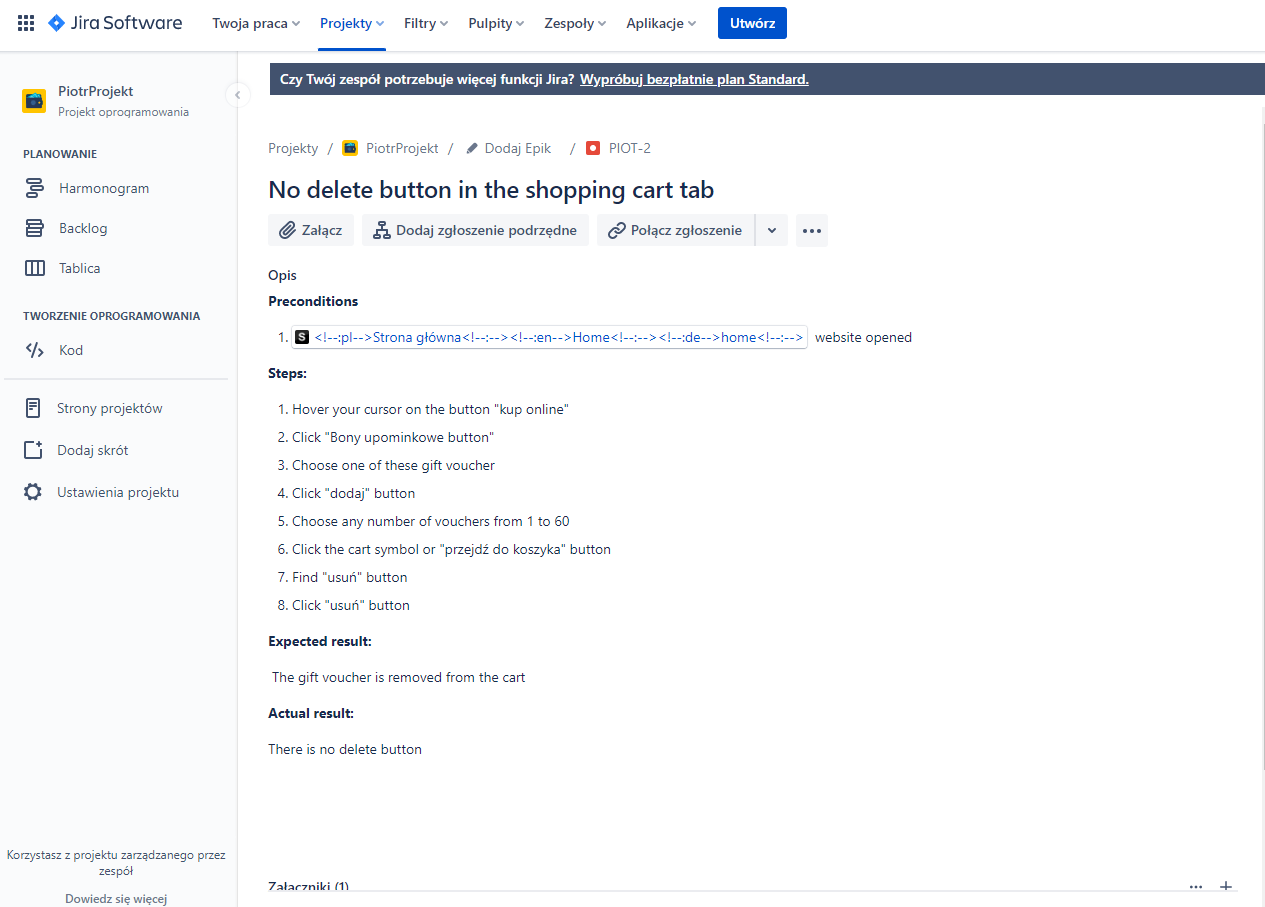 Jira Software Twoja praca Projekty Filtry Pulpity Zespoły Aplikacje Utwórz
Czy Twój zespół potrzebuje więcej funkcji Jira? Wypróbuj bezpłatnie plan Standard.
PiotrProjekt
Projekt oprogramowania
PLANOWANIE
Harmonogram
Backlog
Tablica
TWORZENIE OPROGRAMOWANIA
Kod
Strony projektów
Dodaj skrót
Ustawienia projektu
Korzystasz z projektu zarządzanego przez
zespół
Dowiedz się więcej
Projekty / PiotrProjekt / Dodaj Epik / PIOT-2
No delete button in the shopping cart tab
Załącz Dodaj zgłoszenie podrzędne Połącz zgłoszenie
Opis
Preconditions
1. S <!--:pl-->Strona główna<!--:--><!--:en-->Home<!--:--><!--:de-->home<!--:--> website opened
Steps:
1. Hover your cursor on the button "kup online"
2. Click "Bony upominkowe button"
3. Choose one of these gift voucher
4. Click "dodaj" button
5. Choose any number of vouchers from 1 to 60
6. Click the cart symbol or "przejdź do koszyka" button
7. Find "usuń" button
8. Click "usuń" button
Expected result:
The gift voucher is removed from the cart
Actual result:
There is no delete button
Załączniki (1)